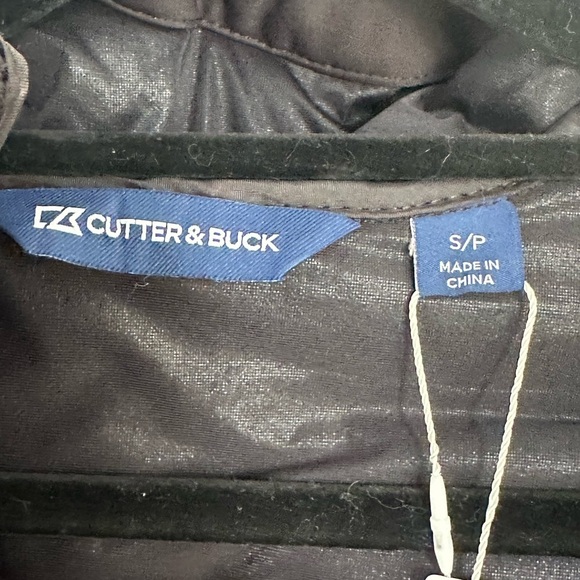 CUTTER & BUCK
S/P
MADE IN
CHINA